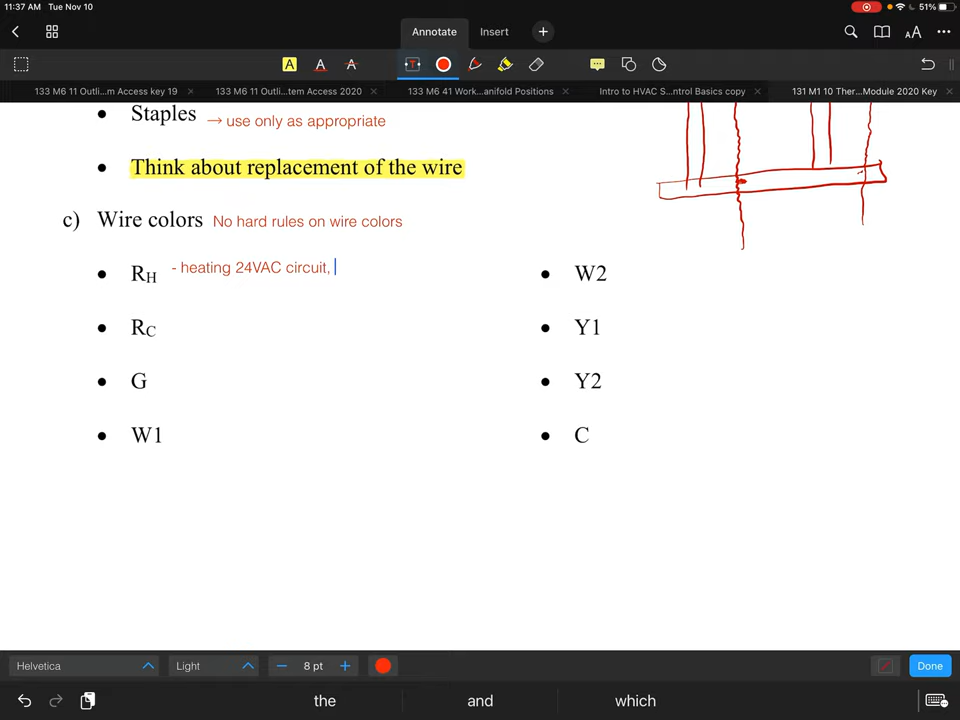 11:37 AM Tue Nov 10
51%
Annotate Insert
A A A T AA
133 M6 11 Outli...m Access key 19
133 M6 11 Outli...tem Access 2020
133 M6 41 Work...anifold Positions
Intro to HVAC S...ntrol Basics copy
131 M1 10 Ther...Module 2020 Key
• Staples → use only as appropriate
• Think about replacement of the wire
c) Wire colors No hard rules on wire colors
• RH - heating 24VAC circuit,
• W2
• RC
• Y1
• G
• Y2
• W1
• C
Helvetica Light 8 pt Done
the and which